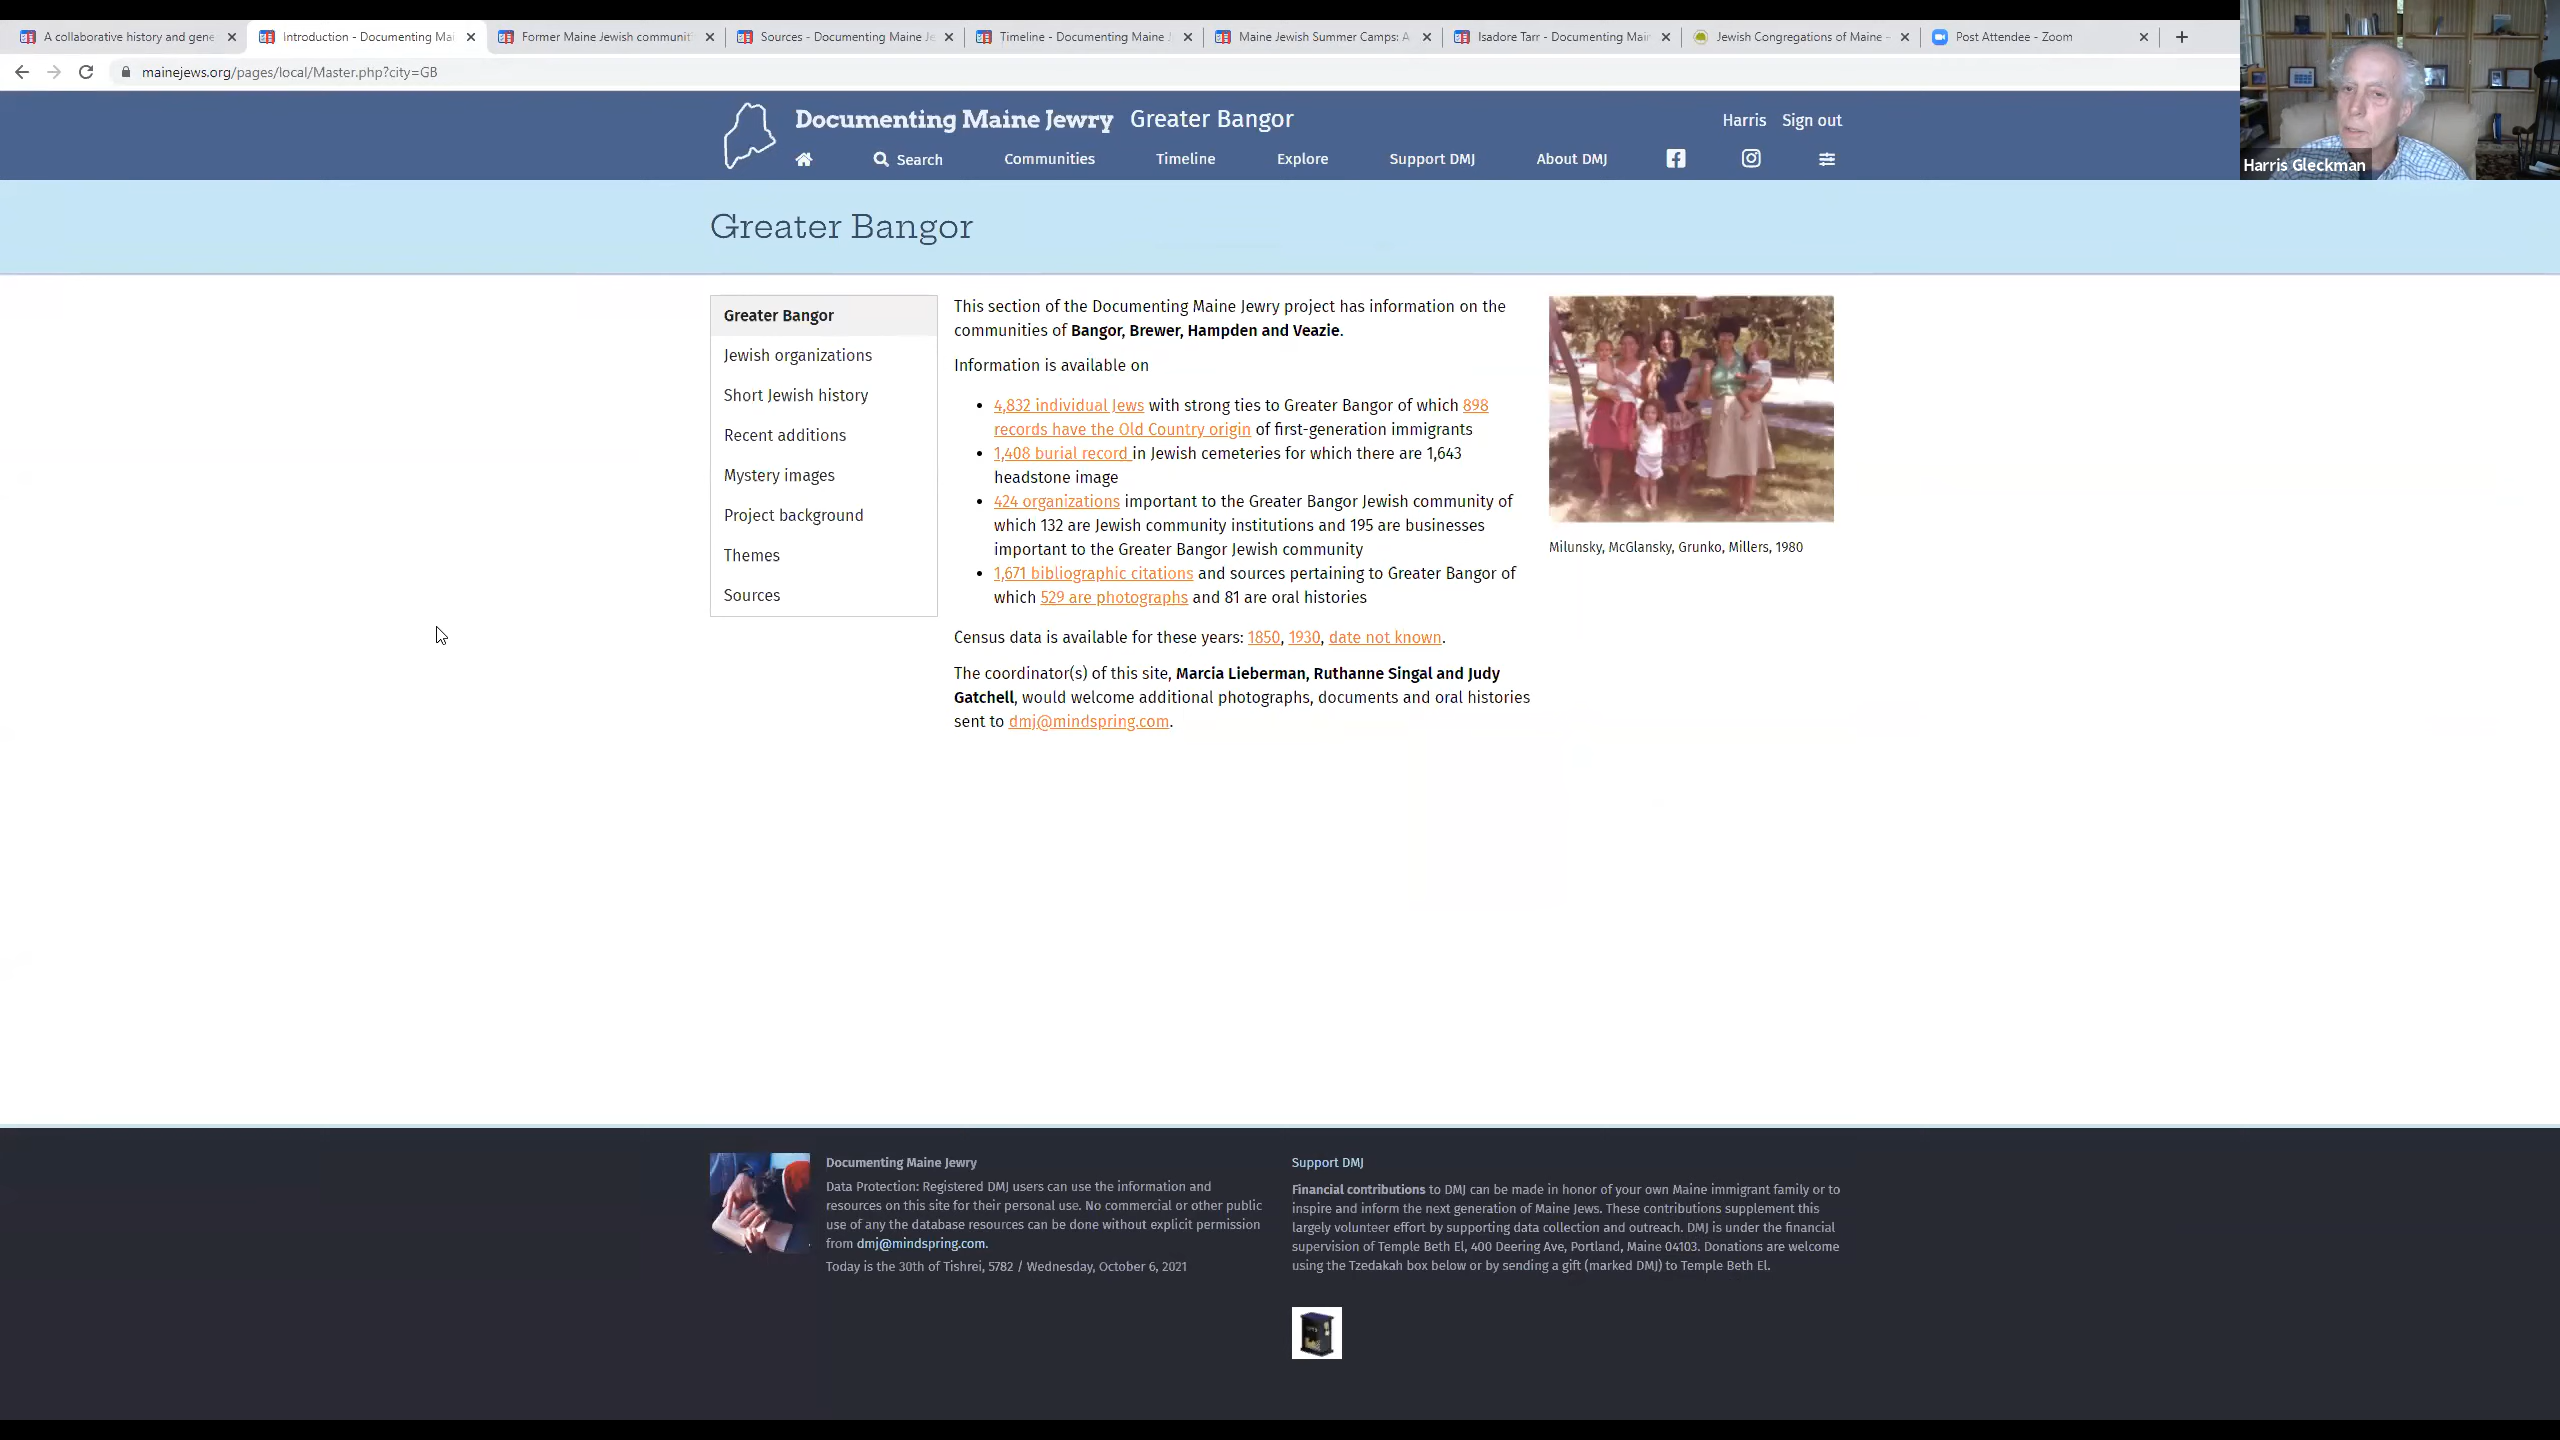 A collaborative history and gene
Introduction - Documenting Mai
Former Maine Jewish communit
Sources - Documenting Maine Je
Timeline - Documenting Maine J
Maine Jewish Summer Camps: A
Isadore Tarr - Documenting Main
Jewish Congregations of Maine -
Post Attendee - Zoom
mainejews.org/pages/local/Master.php?city=GB
Documenting Maine Jewry Greater Bangor
Harris Sign out
Search Communities Timeline Explore Support DMJ About DMJ
Harris Gleckman
Greater Bangor
Greater Bangor
Jewish organizations
Short Jewish history
Recent additions
Mystery images
Project background
Themes
Sources
This section of the Documenting Maine Jewry project has information on the
communities of Bangor, Brewer, Hampden and Veazie.
Information is available on
• 4,832 individual Jews with strong ties to Greater Bangor of which 898
records have the Old Country origin of first-generation immigrants
• 1,408 burial record in Jewish cemeteries for which there are 1,643
headstone image
• 424 organizations important to the Greater Bangor Jewish community of
which 132 are Jewish community institutions and 195 are businesses
important to the Greater Bangor Jewish community
• 1,671 bibliographic citations and sources pertaining to Greater Bangor of
which 529 are photographs and 81 are oral histories
Census data is available for these years: 1850, 1930, date not known.
The coordinator(s) of this site, Marcia Lieberman, Ruthanne Singal and Judy
Gatchell, would welcome additional photographs, documents and oral histories
sent to dmj@mindspring.com.
Milunsky, McGlansky, Grunko, Millers, 1980
Documenting Maine Jewry
Data Protection: Registered DMJ users can use the information and
resources on this site for their personal use. No commercial or other public
use of any the database resources can be done without explicit permission
from dmj@mindspring.com.
Today is the 30th of Tishrei, 5782 / Wednesday, October 6, 2021
Support DMJ
Financial contributions to DMJ can be made in honor of your own Maine immigrant family or to
inspire and inform the next generation of Maine Jews. These contributions supplement this
largely volunteer effort by supporting data collection and outreach. DMJ is under the financial
supervision of Temple Beth El, 400 Deering Ave, Portland, Maine 04103. Donations are welcome
using the Tzedakah box below or by sending a gift (marked DMJ) to Temple Beth El.